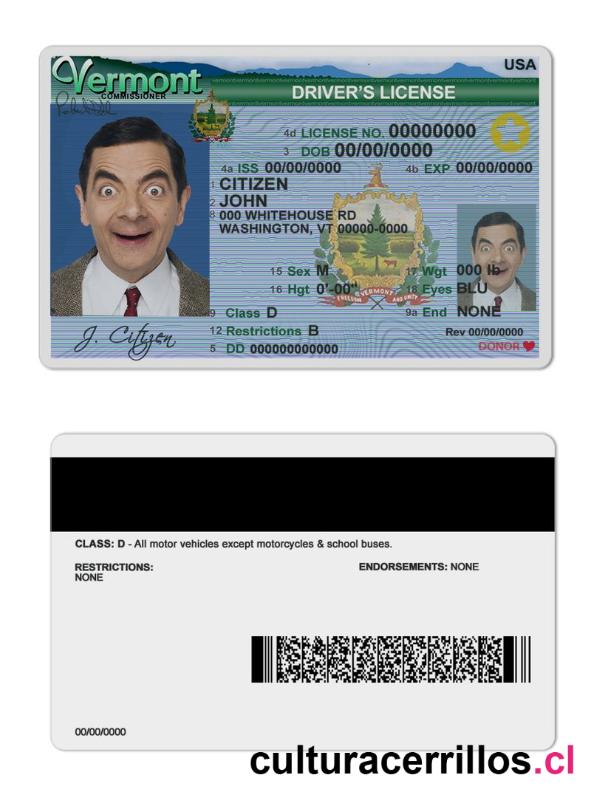 Vermont
COMMISSIONER
USA
DRIVER'S LICENSE
4d LICENSE NO. 00000000
3 DOB 00/00/0000
4a ISS 00/00/0000 4b EXP 00/00/0000
1 CITIZEN
2 JOHN
8 000 WHITEHOUSE RD
WASHINGTON, VT 00000-0000
15 Sex M 17 Wgt 000 lb
16 Hgt 0'-00" 18 Eyes BLU
FREEDOM VERMONT AND UNITY
9 Class D 9a End NONE
J. Citizen
12 Restrictions B Rev 00/00/0000
5 DD 000000000000 DONOR
CLASS: D - All motor vehicles except motorcycles & school buses.
RESTRICTIONS: ENDORSEMENTS: NONE
NONE
00/00/0000
culturacerrillos.cl